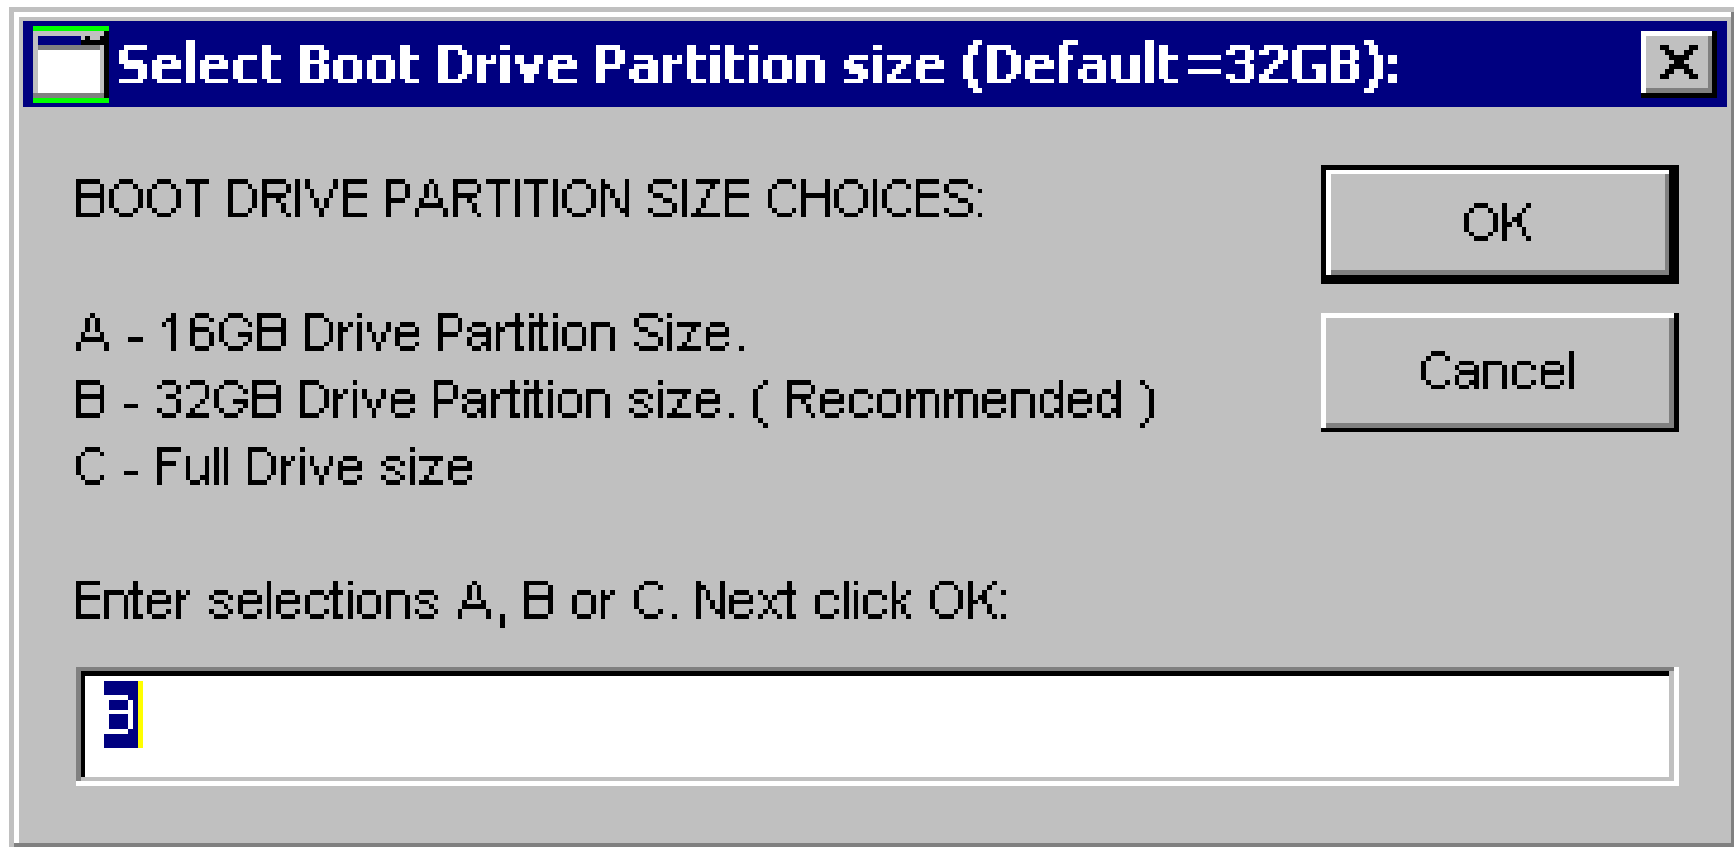 Select Boot Drive Partition size (Default=32GB):
BOOT DRIVE PARTITION SIZE CHOICES:
OK
A - 16GB Drive Partition Size.
Cancel
B - 32GB Drive Partition size. ( Recommended )
C - Full Drive size
Enter selections A, B or C. Next click OK:
B